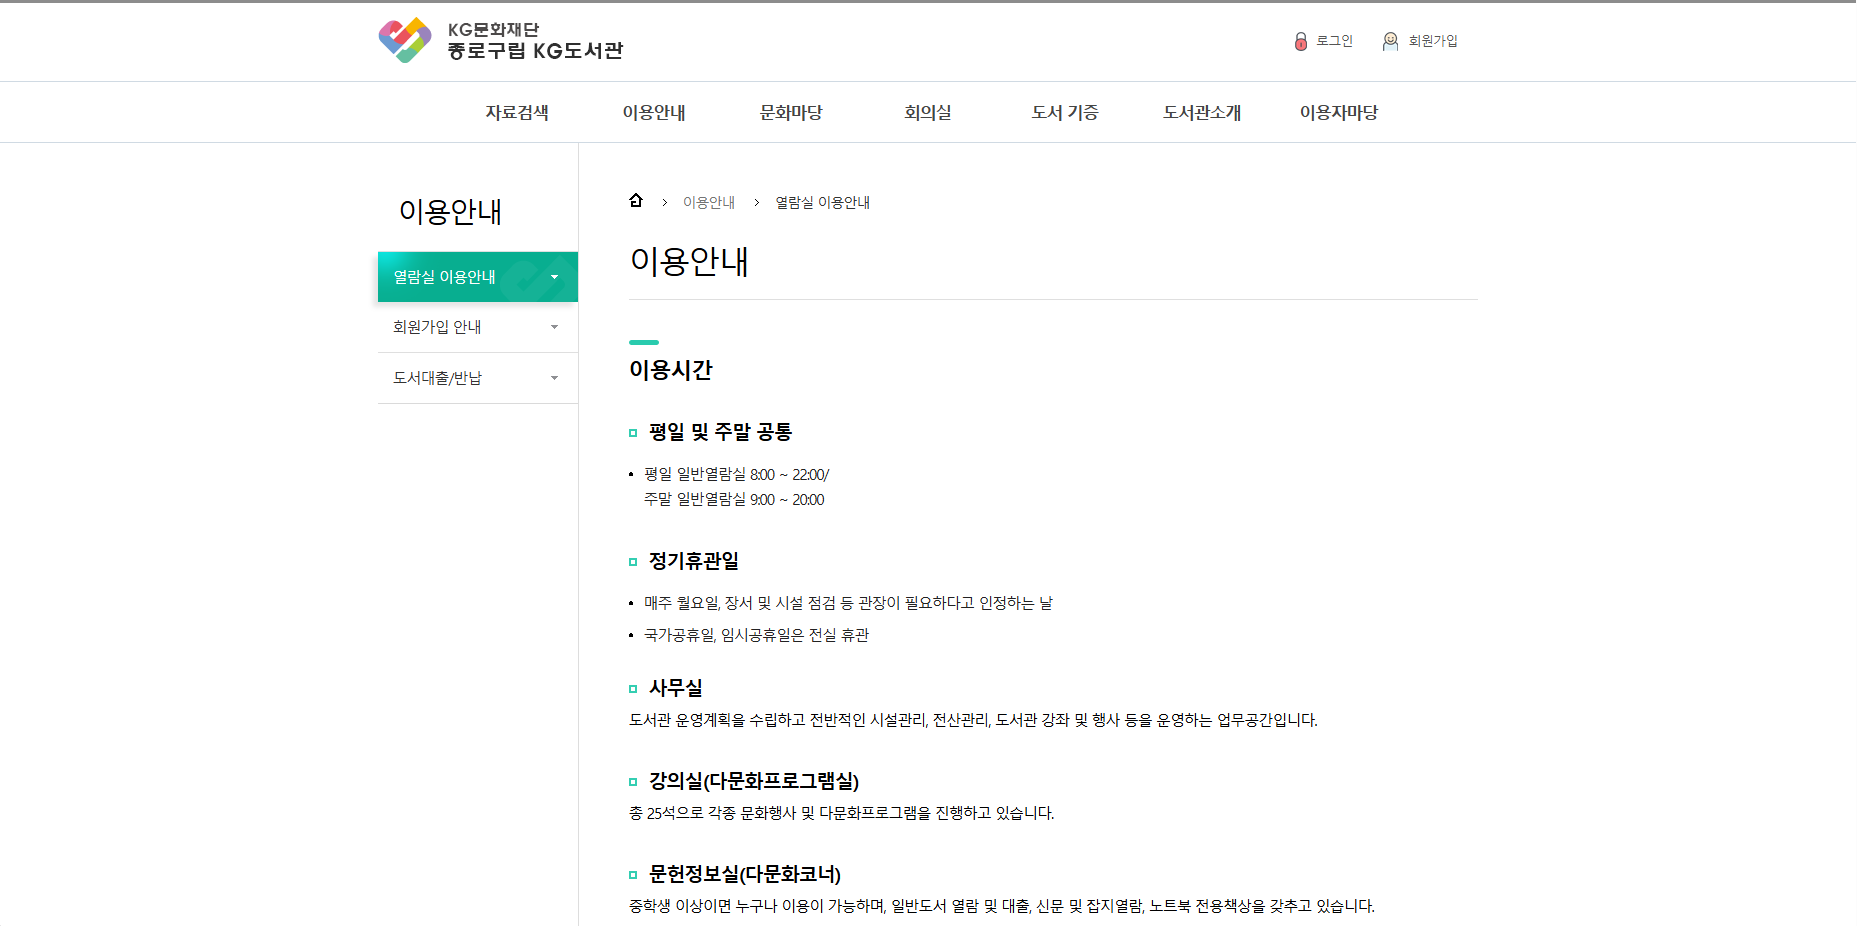 KG문화재단
종로구립 KG도서관
로그인
회원가입
자료검색
이용안내
문화마당
회의실
도서 기증
도서관소개
이용자마당
이용안내
열람실 이용안내
회원가입 안내
도서대출/반납
이용안내
열람실 이용안내
이용안내
이용시간
평일 및 주말 공통
평일 일반열람실 8:00 ~ 22:00/
주말 일반열람실 9:00 ~ 20:00
정기휴관일
매주 월요일, 장서 및 시설 점검 등 관장이 필요하다고 인정하는 날
국가공휴일, 임시공휴일은 전실 휴관
사무실
도서관 운영계획을 수립하고 전반적인 시설관리, 전산관리, 도서관 강좌 및 행사 등을 운영하는 업무공간입니다.
강의실(다문화프로그램실)
총 25석으로 각종 문화행사 및 다문화프로그램을 진행하고 있습니다.
문헌정보실(다문화코너)
중학생 이상이면 누구나 이용이 가능하며, 일반도서 열람 및 대출, 신문 및 잡지열람, 노트북 전용책상을 갖추고 있습니다.